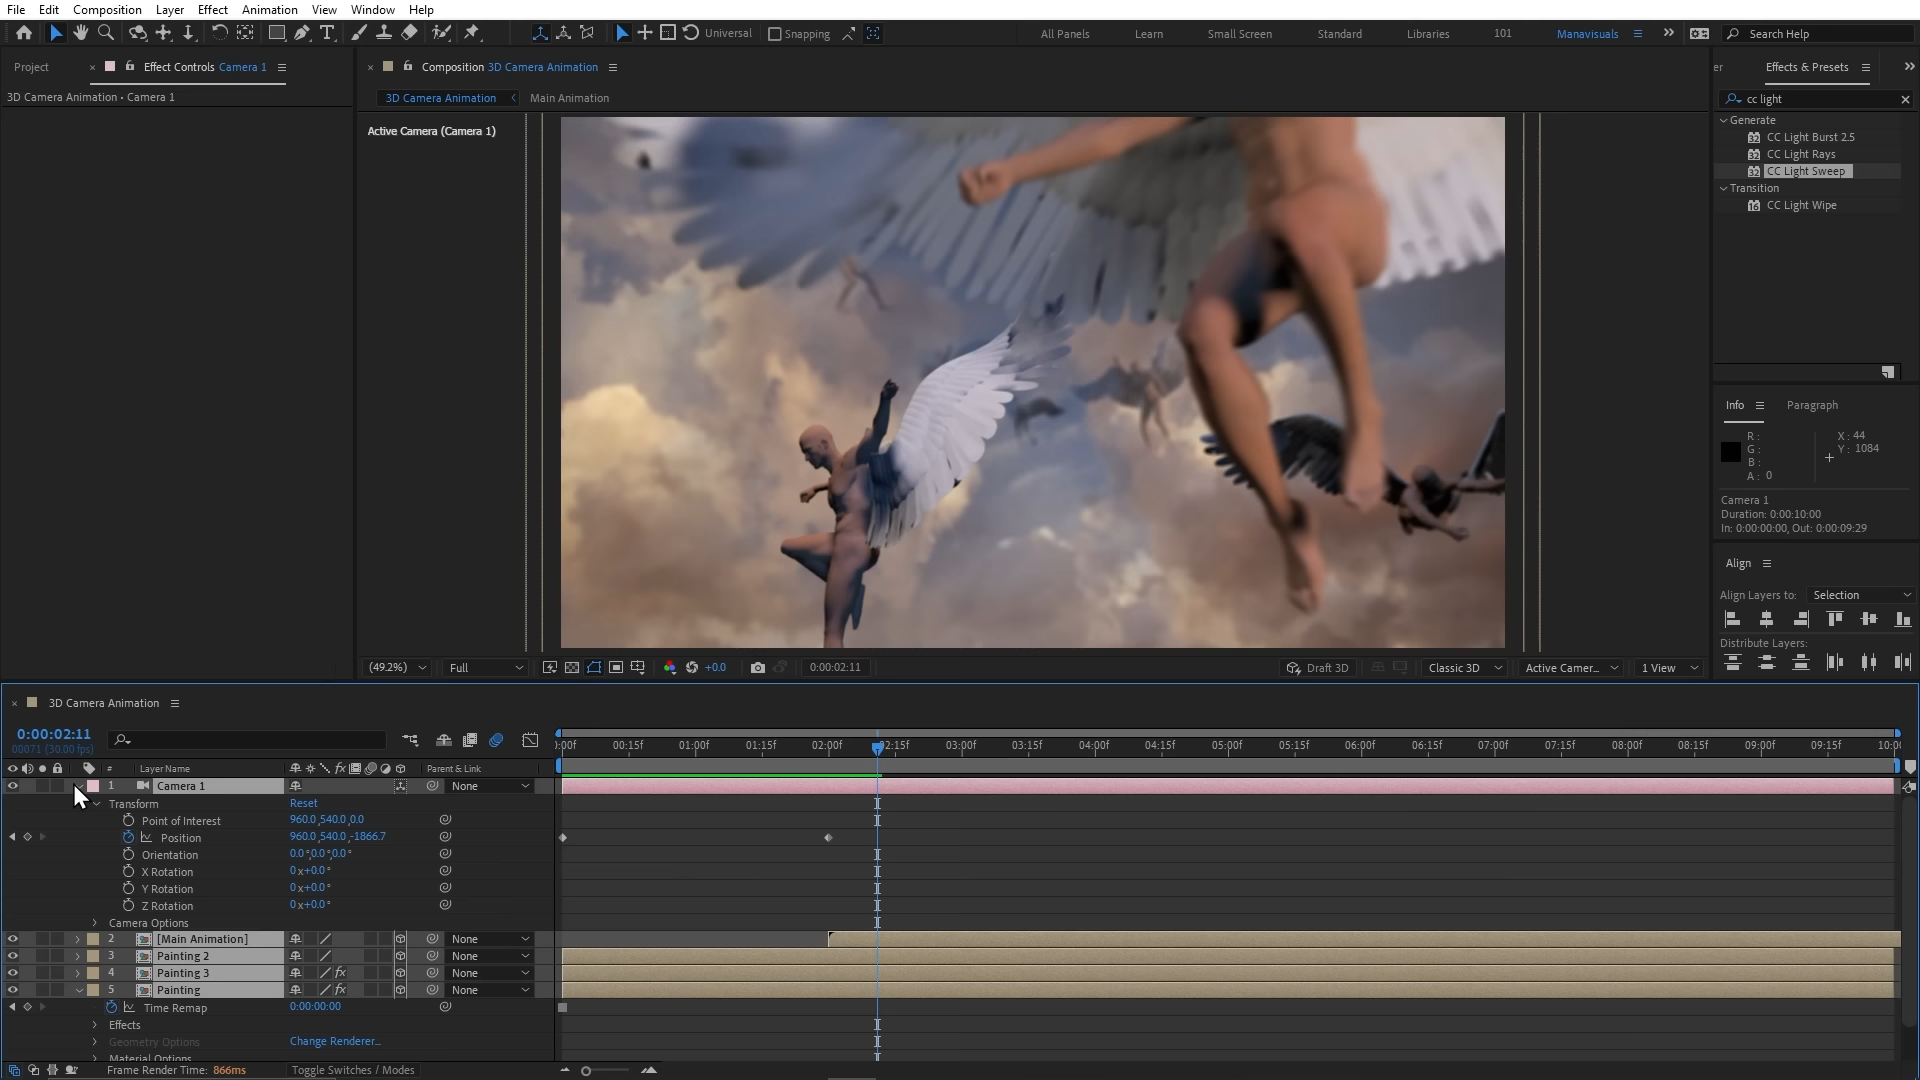 File Edit Composition Layer Effect Animation View Window Help
Universal Snapping All Panels Learn Small Screen Standard Libraries 101 Manavisuals Search Help
Project Effect Controls Camera 1
Composition 3D Camera Animation
er Effects & Presets
3D Camera Animation • Camera 1
3D Camera Animation Main Animation
cc light
Active Camera (Camera 1)
Generate
CC Light Burst 2.5
CC Light Rays
CC Light Sweep
Transition
CC Light Wipe
Info Paragraph
R :
G :
B :
A : 0
X : 44
Y : 1084
Camera 1
Duration: 0:00:10:00
In: 0:00:00:00, Out: 0:00:09:29
Align
Align Layers to: Selection
Distribute Layers:
(49.2%) Full +0.0 0:00:02:11 Draft 3D Classic 3D Active Camer... 1 View
3D Camera Animation
0:00:02:11
00071 (30.00 fps)
:00f 00:15f 01:00f 01:15f 02:00f 02:15f 03:00f 03:15f 04:00f 04:15f 05:00f 05:15f 06:00f 06:15f 07:00f 07:15f 08:00f 08:15f 09:00f 09:15f 10:00
# Layer Name fx Parent & Link
1 Camera 1 None
Transform Reset
Point of Interest 960.0,540.0,0.0
Position 960.0,540.0,-1866.7
Orientation 0.0°,0.0°,0.0°
X Rotation 0x+0.0°
Y Rotation 0x+0.0°
Z Rotation 0x+0.0°
Camera Options
2 [Main Animation] None
3 Painting 2 None
4 Painting 3 fx None
5 Painting fx None
Time Remap 0:00:00:00
Effects
Geometry Options Change Renderer...
Material Options
Frame Render Time: 866ms Toggle Switches / Modes